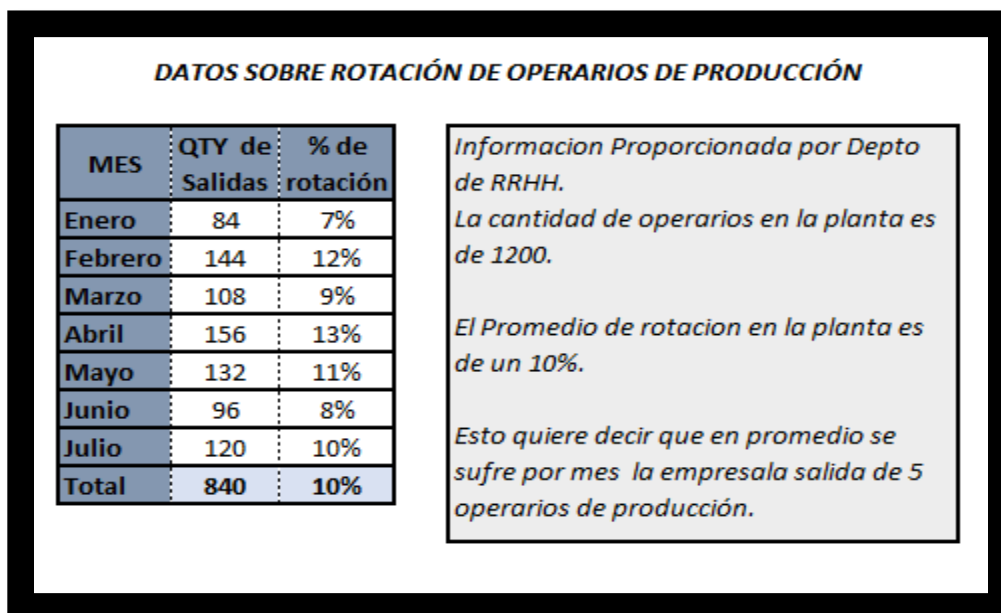 DATOS SOBRE ROTACIÓN DE OPERARIOS DE PRODUCCIÓN
MES QTY de Salidas % de rotación
Enero 84 7%
Febrero 144 12%
Marzo 108 9%
Abril 156 13%
Mayo 132 11%
Junio 96 8%
Julio 120 10%
Total 840 10%
Informacion Proporcionada por Depto
de RRHH.
La cantidad de operarios en la planta es
de 1200.
El Promedio de rotacion en la planta es
de un 10%.
Esto quiere decir que en promedio se
sufre por mes la empresala salida de 5
operarios de producción.